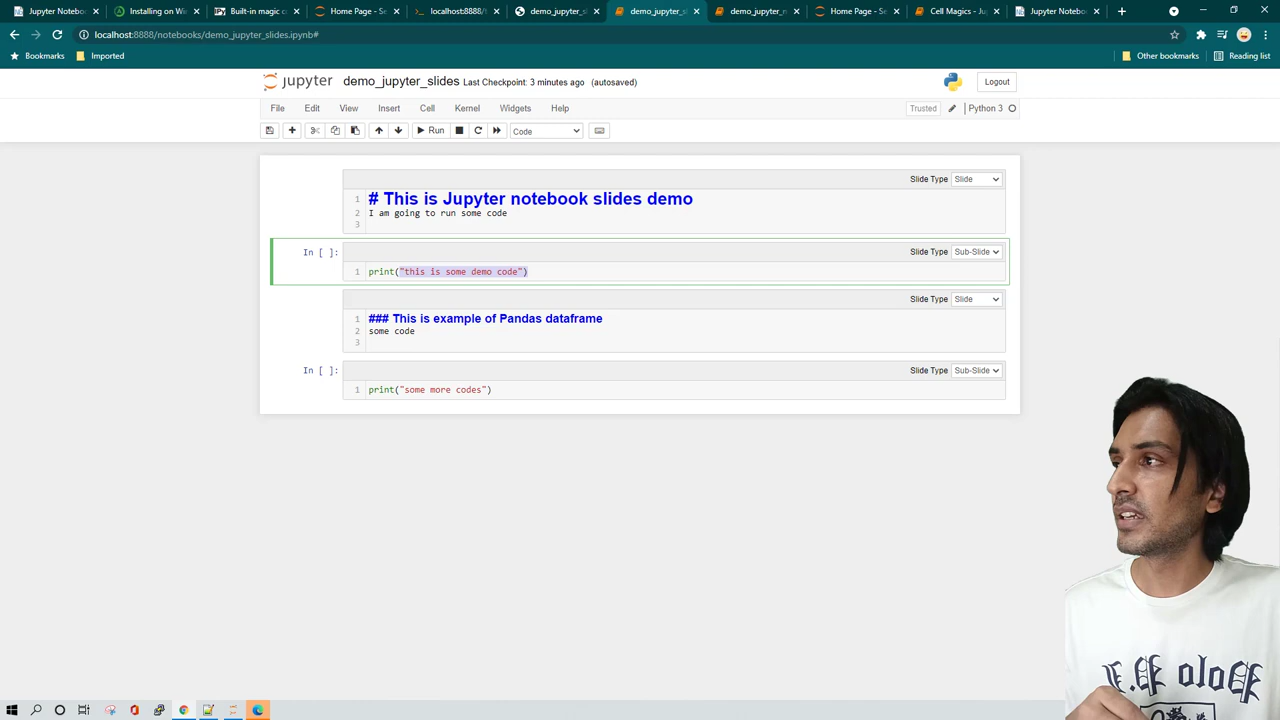 Jupyter Noteb
Installing on Wi
Built-in magic c
Home Page - Se
localhost:8888/t
demo_jupyter_sl
demo_jupyter_sl
demo_jupyter_n
Home Page - Se
Cell Magics - Ju
Jupyter Notebo
localhost:8888/notebooks/demo_jupyter_slides.ipynb#
Bookmarks
Imported
Other bookmarks
Reading list
jupyter demo_jupyter_slides Last Checkpoint: 3 minutes ago (autosaved)
Logout
File Edit View Insert Cell Kernel Widgets Help
Trusted
Python 3
Run
Code
Slide Type Slide
1 # This is Jupyter notebook slides demo
2 I am going to run some code
3
In [ ]:
Slide Type Sub-Slide
1 print("this is some demo code")
Slide Type Slide
1 ### This is example of Pandas dataframe
2 some code
3
In [ ]:
Slide Type Sub-Slide
1 print("some more codes")